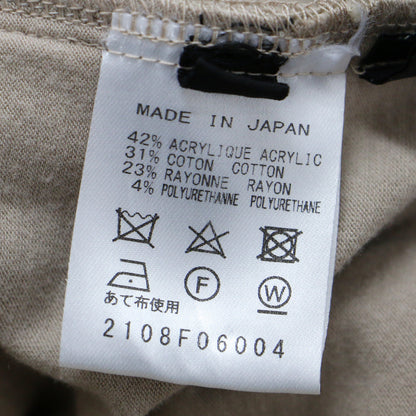 MADE IN JAPAN
42% ACRYLIQUE ACRYLIC
31% COTON COTTON
23% RAYONNE RAYON
4% POLYURETHANNE POLYURETHANE
F W
あて布使用
2108F06004